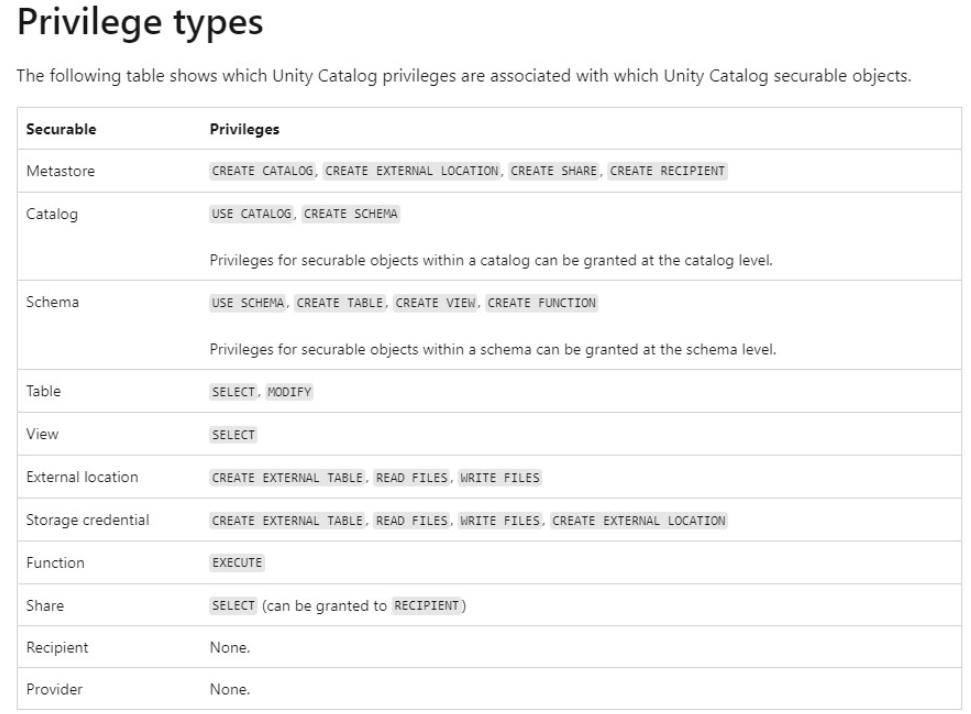 Privilege types
The following table shows which Unity Catalog privileges are associated with which Unity Catalog securable objects.
Securable Privileges
Metastore CREATE CATALOG, CREATE EXTERNAL LOCATION, CREATE SHARE, CREATE RECIPIENT
Catalog USE CATALOG, CREATE SCHEMA
Privileges for securable objects within a catalog can be granted at the catalog level.
Schema USE SCHEMA, CREATE TABLE, CREATE VIEW, CREATE FUNCTION
Privileges for securable objects within a schema can be granted at the schema level.
Table SELECT, MODIFY
View SELECT
External location CREATE EXTERNAL TABLE, READ FILES, WRITE FILES
Storage credential CREATE EXTERNAL TABLE, READ FILES, WRITE FILES, CREATE EXTERNAL LOCATION
Function EXECUTE
Share SELECT (can be granted to RECIPIENT)
Recipient None.
Provider None.